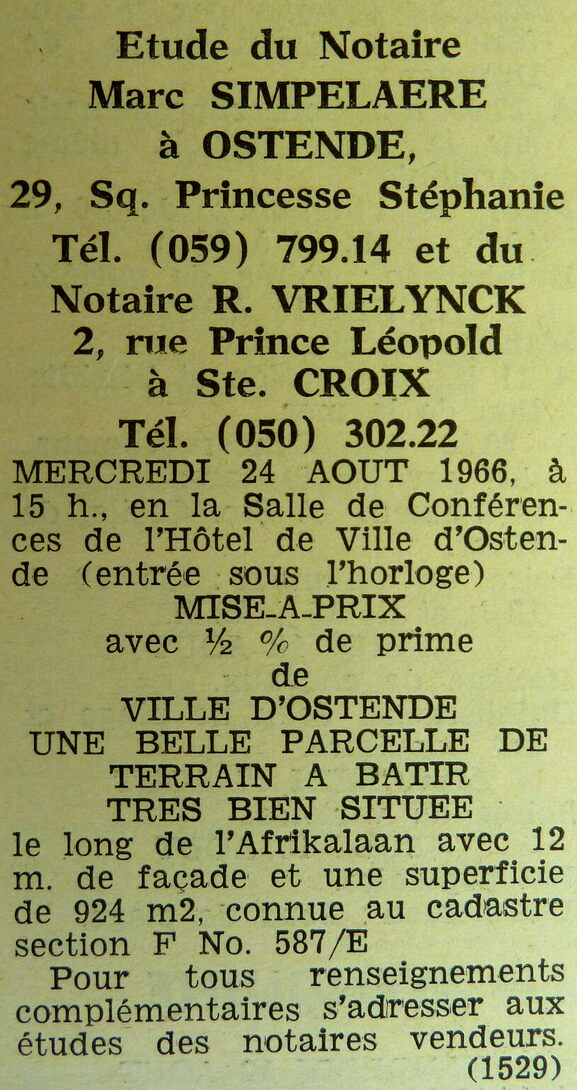 Etude du Notaire
Marc SIMPELAERE
à OSTENDE,
29, Sq. Princesse Stéphanie
Tél. (059) 799.14 et du
Notaire R. VRIELYNCK
2, rue Prince Léopold
à Ste. CROIX
Tél. (050) 302.22
MERCREDI 24 AOUT 1966, à
15 h., en la Salle de Conféren-
ces de l'Hôtel de Ville d'Osten-
de (entrée sous l'horloge)
MISE-A-PRIX
avec ½ % de prime
de
VILLE D'OSTENDE
UNE BELLE PARCELLE DE
TERRAIN A BATIR
TRES BIEN SITUEE
le long de l'Afrikalaan avec 12
m. de façade et une superficie
de 924 m2, connue au cadastre
section F No. 587/E
Pour tous renseignements
complémentaires s'adresser aux
études des notaires vendeurs.
(1529)